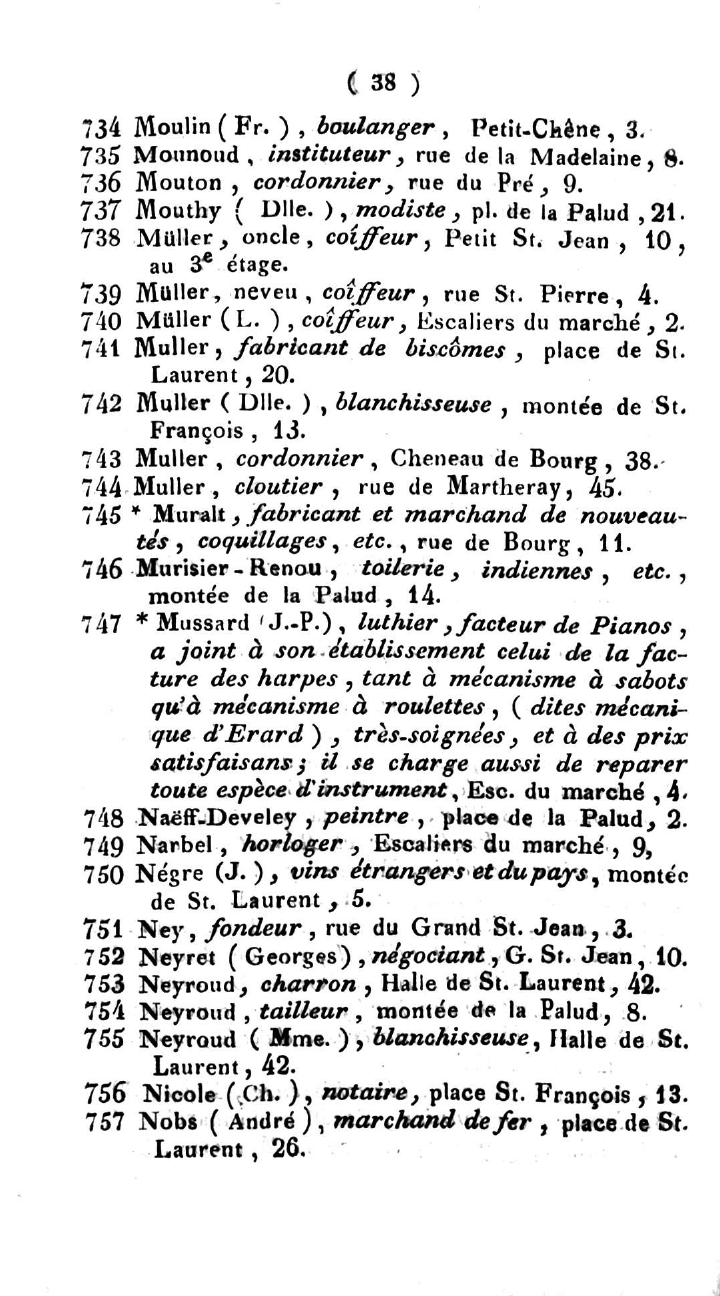 ( 38 )
734 Moulin ( Fr. ) , boulanger , Petit-Chêne , 3.
735 Mounoud , instituteur , rue de la Madelaine , 8.
736 Mouton , cordonnier , rue du Pré , 9.
737 Mouthy ( Dlle. ) , modiste , pl. de la Palud , 21.
738 Müller , oncle , coîffeur , Petit St. Jean , 10 ,
au 3e étage.
739 Müller , neveu , coîffeur , rue St. Pierre , 4.
740 Müller ( L. ) , coîffeur , Escaliers du marché , 2.
741 Muller , fabricant de biscômes , place de St.
Laurent , 20.
742 Muller ( Dlle. ) , blanchisseuse , montée de St.
François , 13.
743 Muller , cordonnier , Cheneau de Bourg , 38.
744 Muller , cloutier , rue de Martheray , 45.
745 * Muralt , fabricant et marchand de nouveau-
tés , coquillages , etc. , rue de Bourg , 11.
746 Murisier-Renou , toilerie , indiennes , etc. ,
montée de la Palud , 14.
747 * Mussard ( J.-P.) , luthier , facteur de Pianos ,
a joint à son établissement celui de la fac-
ture des harpes , tant à mécanisme à sabots
qu'à mécanisme à roulettes , ( dites mécani-
que d'Erard ) , très-soignées , et à des prix
satisfaisans ; il se charge aussi de reparer
toute espèce d'instrument , Esc. du marché , 4.
748 Naëff-Develey , peintre , place de la Palud , 2.
749 Narbel , horloger , Escaliers du marché , 9,
750 Négre (J. ) , vins étrangers et du pays , montée
de St. Laurent , 5.
751 Ney , fondeur , rue du Grand St. Jean , 3.
752 Neyret ( Georges ) , négociant , G. St. Jean , 10.
753 Neyroud , charron , Halle de St. Laurent , 42.
754 Neyroud , tailleur , montée de la Palud , 8.
755 Neyroud ( Mme. ) , blanchisseuse , Halle de St.
Laurent , 42.
756 Nicole ( Ch. ) , notaire , place St. François , 13.
757 Nobs ( André ) , marchand de fer , place de St.
Laurent , 26.